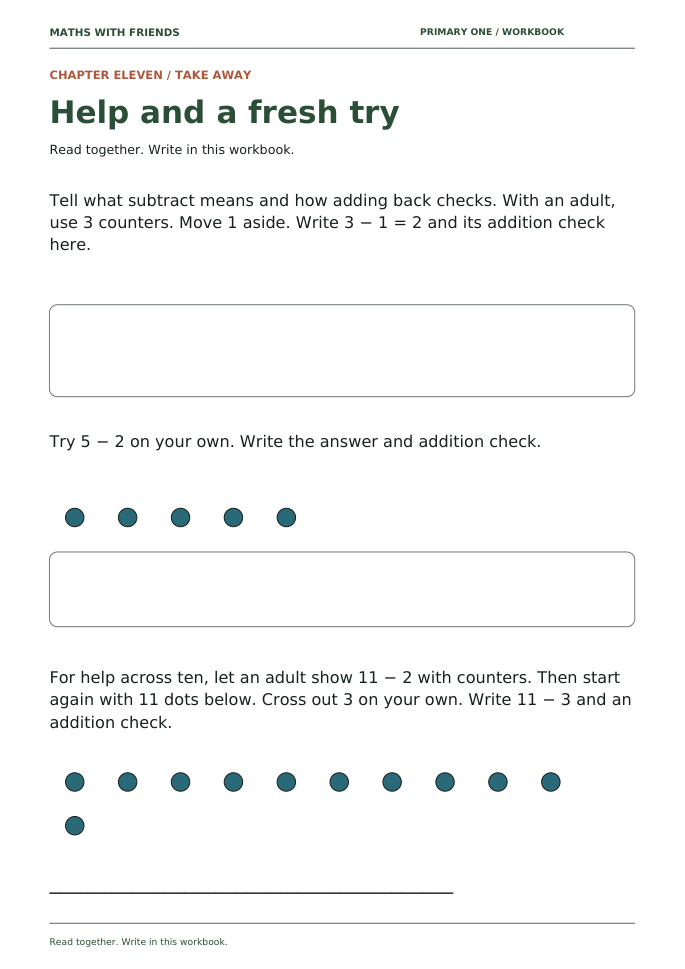 MATHS WITH FRIENDS
PRIMARY ONE / WORKBOOK
CHAPTER ELEVEN / TAKE AWAY
Help and a fresh try
Read together. Write in this workbook.
Tell what subtract means and how adding back checks. With an adult,
use 3 counters. Move 1 aside. Write 3 − 1 = 2 and its addition check
here.
Try 5 − 2 on your own. Write the answer and addition check.
For help across ten, let an adult show 11 − 2 with counters. Then start
again with 11 dots below. Cross out 3 on your own. Write 11 − 3 and an
addition check.
Read together. Write in this workbook.